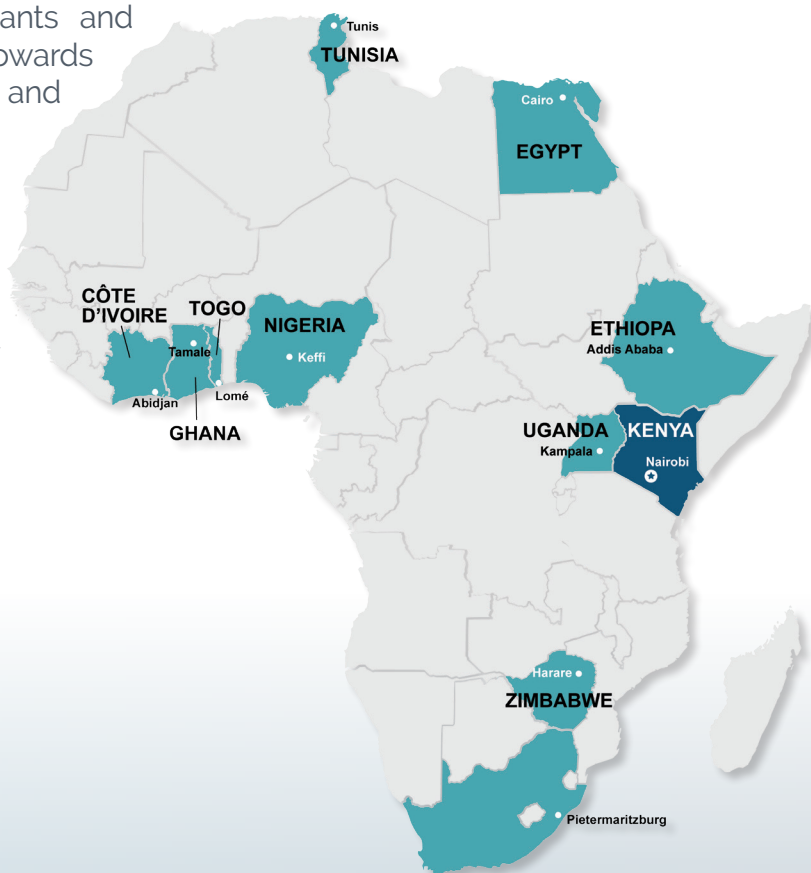 ants and
owards
and
Tunis
TUNISIA
Cairo
EGYPT
CÔTE
D'IVOIRE
TOGO
NIGERIA
Tamale
Keffi
Abidjan
Lomé
GHANA
ETHIOPA
Addis Ababa
UGANDA
KENYA
Kampala
Nairobi
Harare
ZIMBABWE
Pietermaritzburg